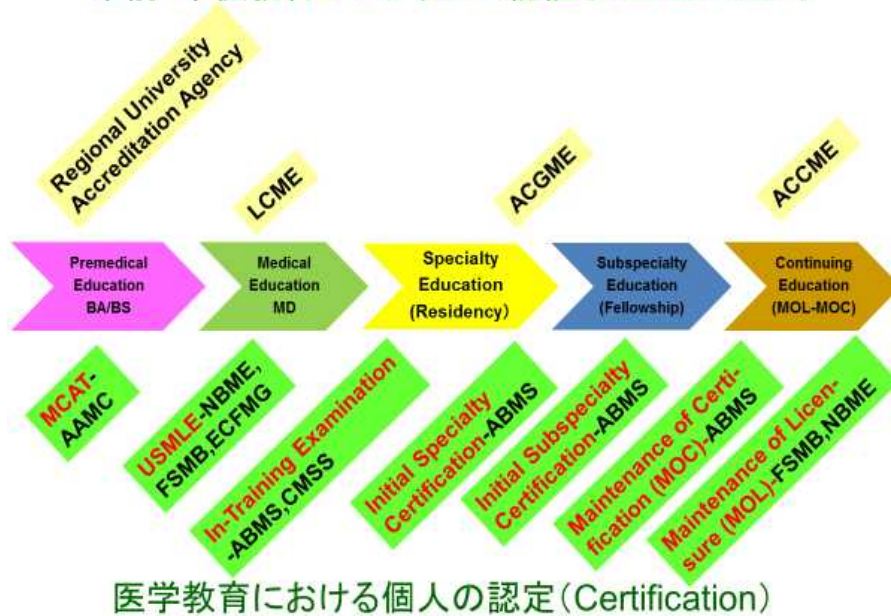 Regional University
Accreditation Agency
LCME
ACGME
ACCME
Premedical
Education
BA/BS
Medical
Education
MD
Specialty
Education
(Residency)
Subspecialty
Education
(Fellowship)
Continuing
Education
(MOL-MOC)
MCAT-
AAMC
USMLE-NBME,
FSMB,ECFMG
In-Training Examination
-ABMS,CMSS
Initial Specialty
Certification-ABMS
Initial Subspecialty
Certification-ABMS
Maintenance of Certi-
fication (MOC)-ABMS
Maintenance of Licen-
sure (MOL)-FSMB,NBME
医学教育における個人の認定(Certification)